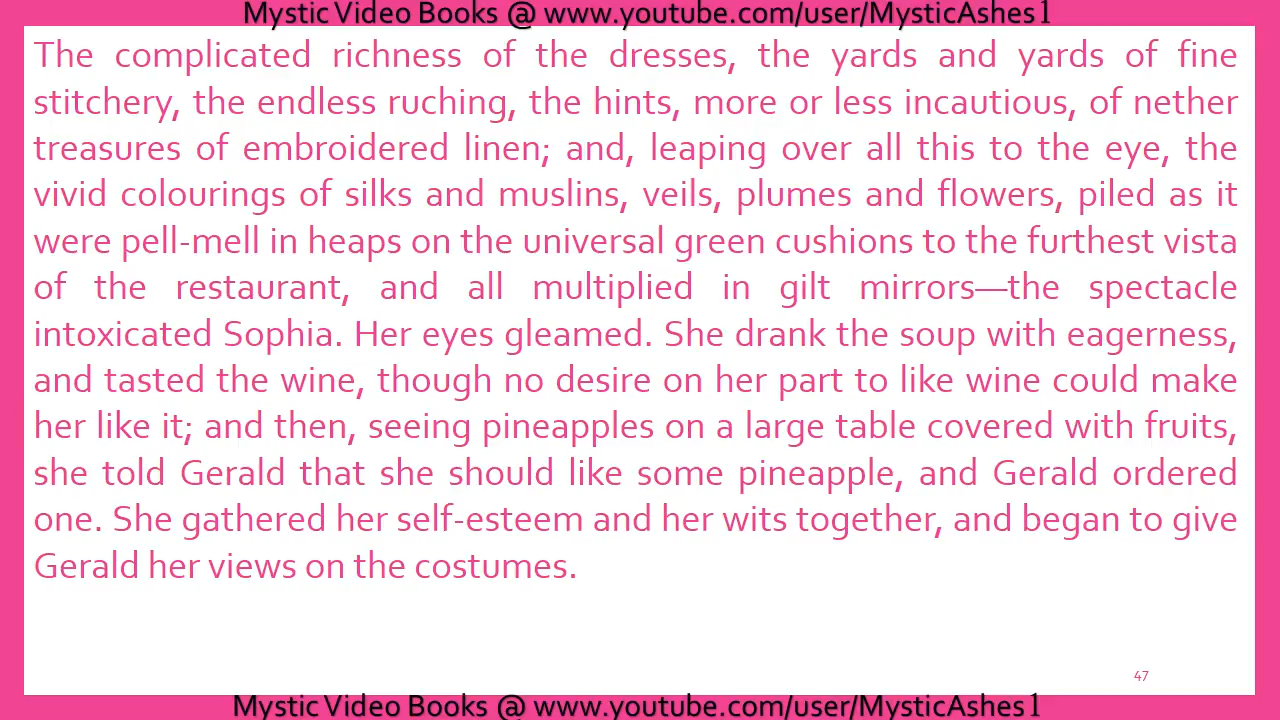 Mystic Video Books @ www.youtube.com/user/MysticAshes1
The complicated richness of the dresses, the yards and yards of fine
stitchery, the endless ruching, the hints, more or less incautious, of nether
treasures of embroidered linen; and, leaping over all this to the eye, the
vivid colourings of silks and muslins, veils, plumes and flowers, piled as it
were pell-mell in heaps on the universal green cushions to the furthest vista
of the restaurant, and all multiplied in gilt mirrors—the spectacle
intoxicated Sophia. Her eyes gleamed. She drank the soup with eagerness,
and tasted the wine, though no desire on her part to like wine could make
her like it; and then, seeing pineapples on a large table covered with fruits,
she told Gerald that she should like some pineapple, and Gerald ordered
one. She gathered her self-esteem and her wits together, and began to give
Gerald her views on the costumes.
47
Mystic Video Books @ www.youtube.com/user/MysticAshes1